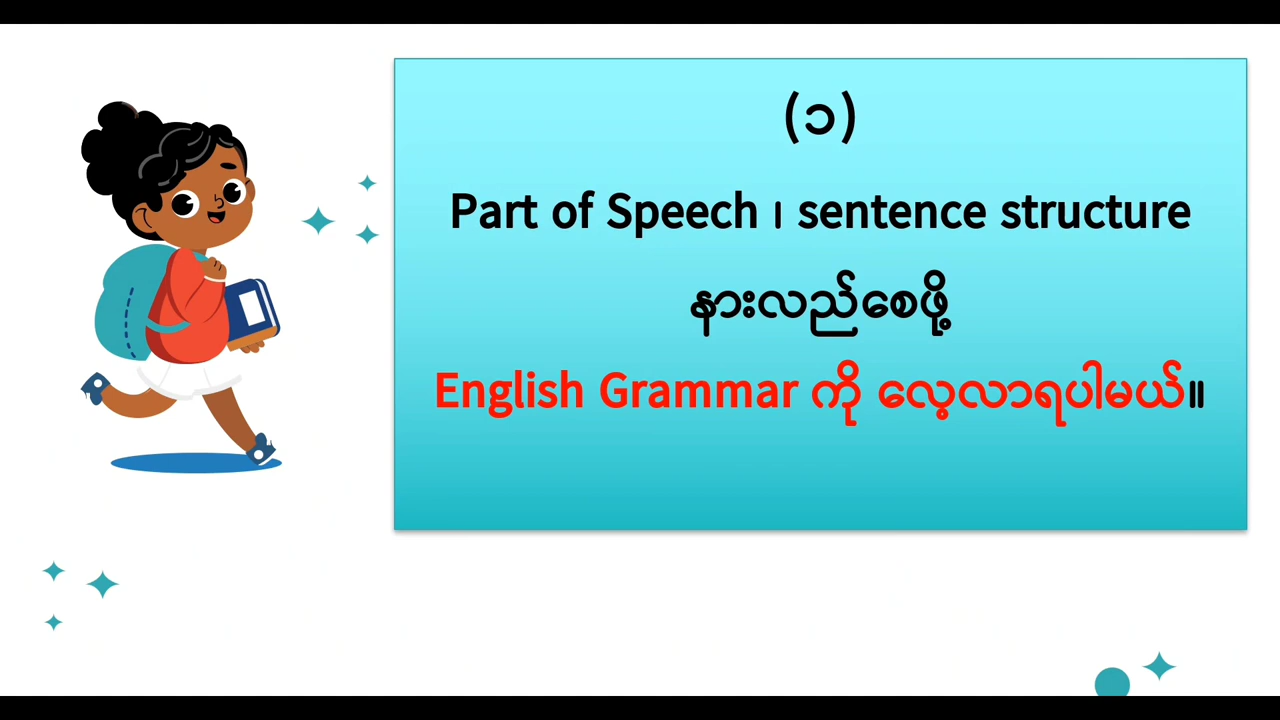 (၁)
Part of Speech ၊ sentence structure
နားလည်စေဖို့
English Grammar ကို လေ့လာရပါမယ်။